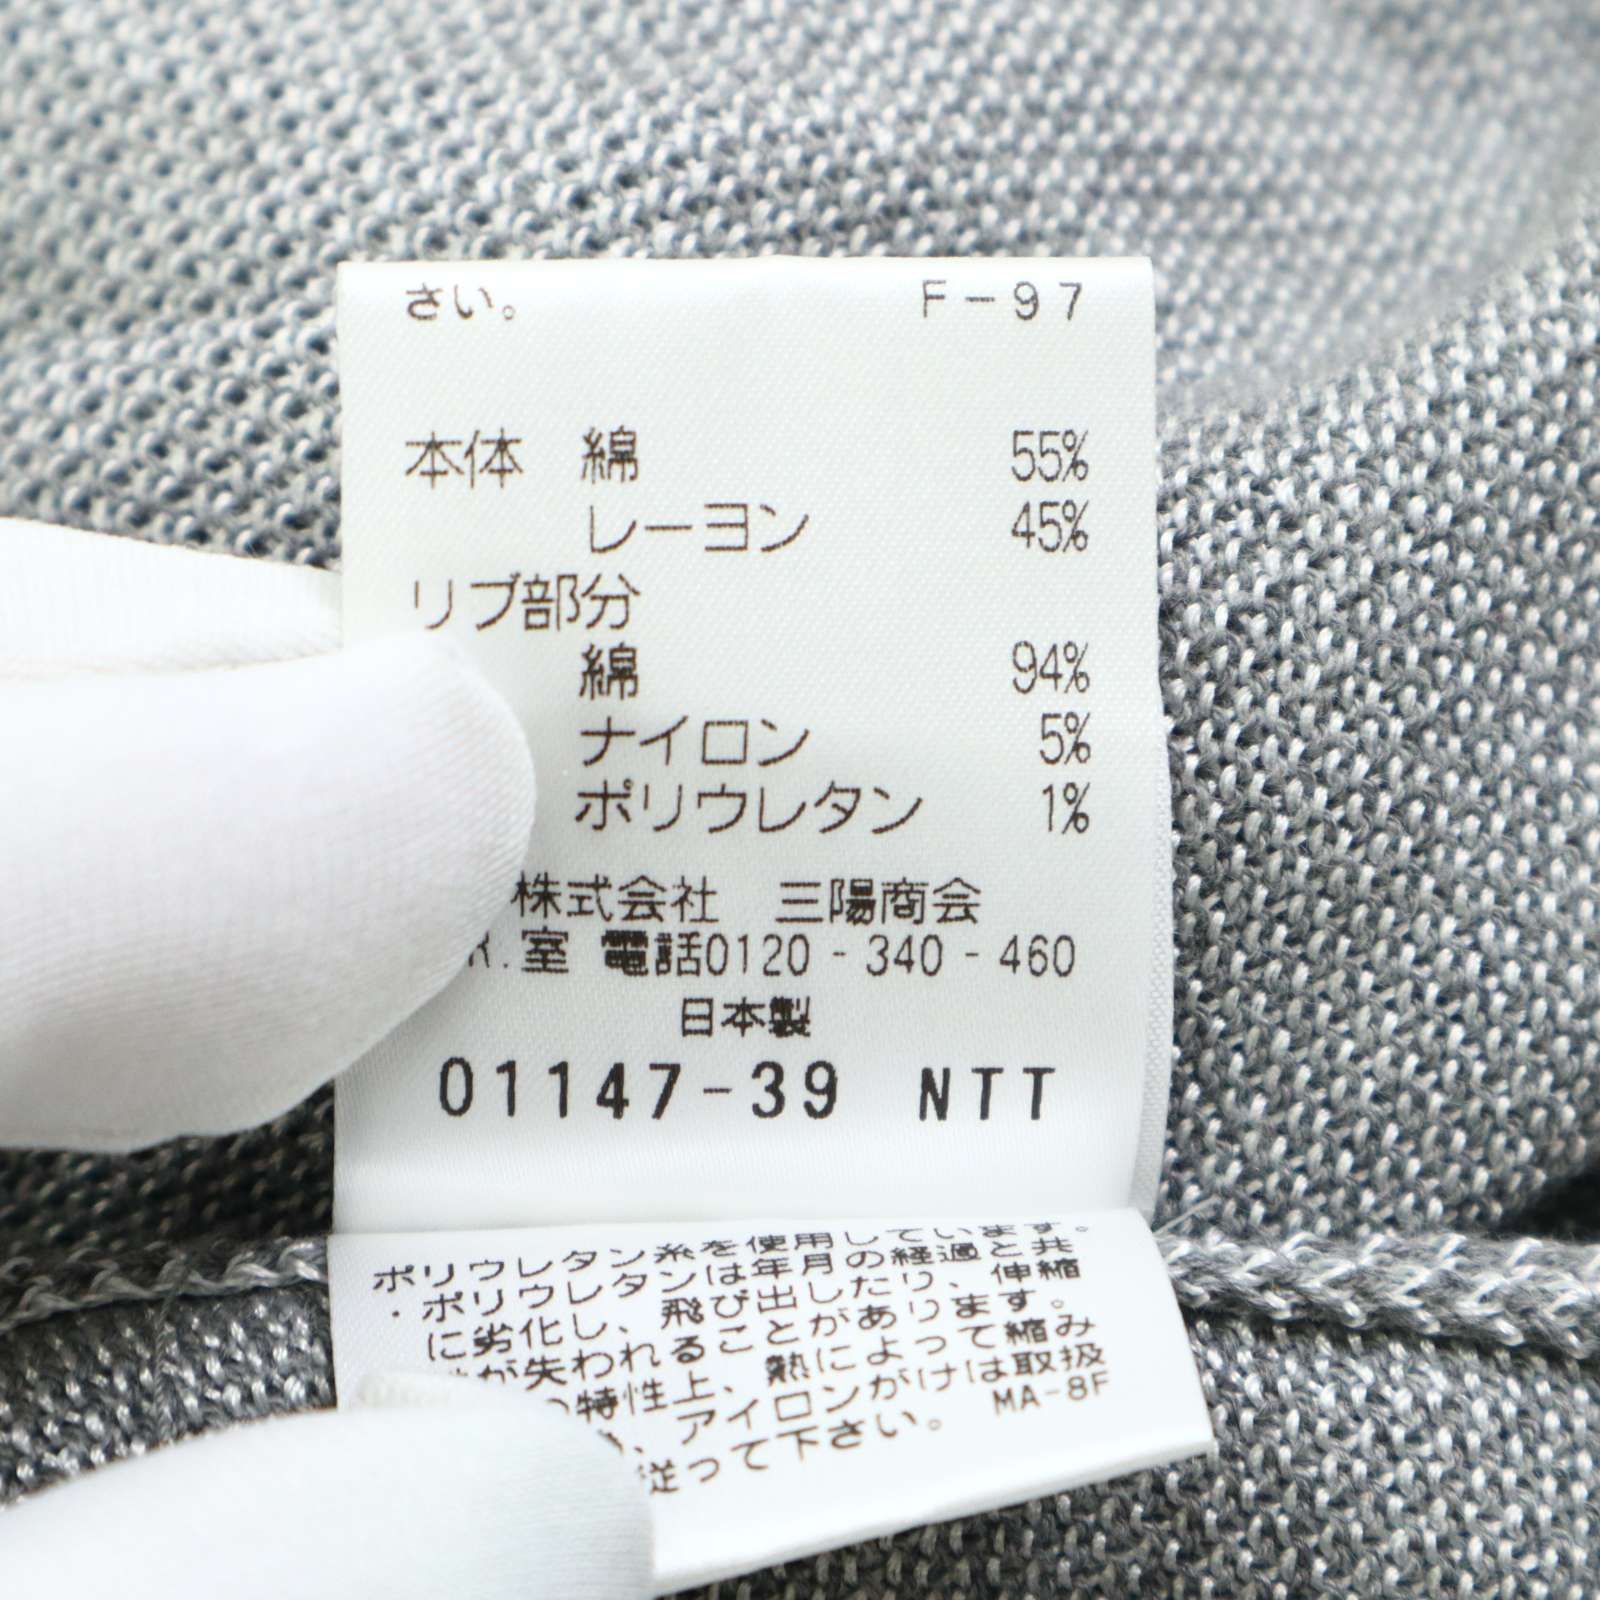 さい。 F-97
本体 綿 55%
レーヨン 45%
リブ部分
綿 94%
ナイロン 5%
ポリウレタン 1%
株式会社 三陽商会
R.室 電話0120-340-460
日本製
01147-39 NTT
ポリウレタン糸を使用しています。
・ポリウレタンは年月の経過と共
に劣化し、飛び出したり、伸縮
が失われることがあります。
特性上、熱によって縮み
、アイロンがけは取扱
従って下さい。 MA-8F